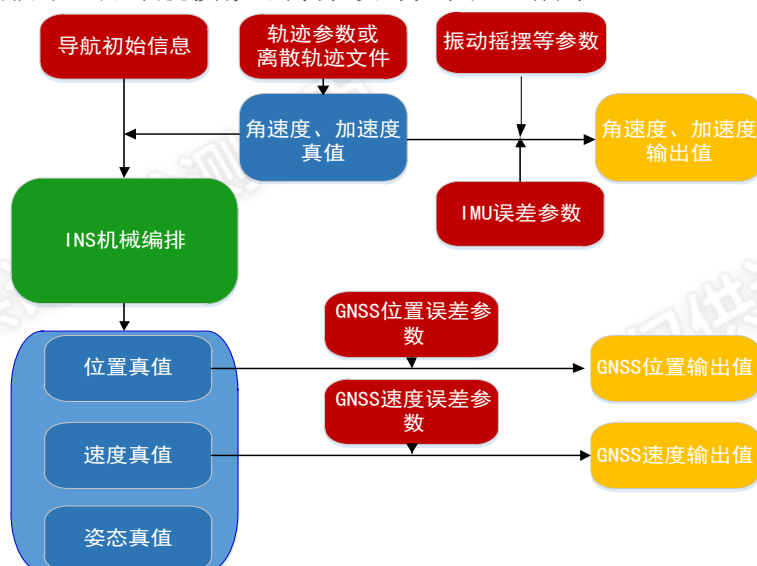 导航初始信息
轨迹参数或
离散轨迹文件
振动摇摆等参数
角速度、加速度
真值
角速度、加速度
输出值
IMU误差参数
INS机械编排
GNSS位置误差参
数
位置真值
GNSS位置输出值
GNSS速度误差参
数
速度真值
GNSS速度输出值
姿态真值